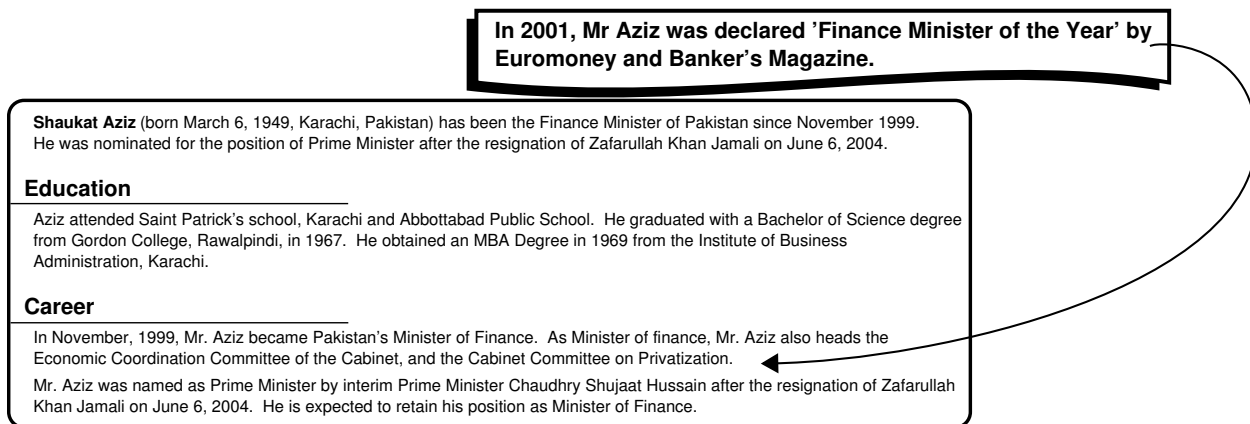 In 2001, Mr Aziz was declared ’Finance Minister of the Year’ by
Euromoney and Banker’s Magazine.
Shaukat Aziz (born March 6, 1949, Karachi, Pakistan) has been the Finance Minister of Pakistan since November 1999.
He was nominated for the position of Prime Minister after the resignation of Zafarullah Khan Jamali on June 6, 2004.
Education
Aziz attended Saint Patrick’s school, Karachi and Abbottabad Public School. He graduated with a Bachelor of Science degree
from Gordon College, Rawalpindi, in 1967. He obtained an MBA Degree in 1969 from the Institute of Business
Administration, Karachi.
Career
In November, 1999, Mr. Aziz became Pakistan’s Minister of Finance. As Minister of finance, Mr. Aziz also heads the
Economic Coordination Committee of the Cabinet, and the Cabinet Committee on Privatization.
Mr. Aziz was named as Prime Minister by interim Prime Minister Chaudhry Shujaat Hussain after the resignation of Zafarullah
Khan Jamali on June 6, 2004. He is expected to retain his position as Minister of Finance.